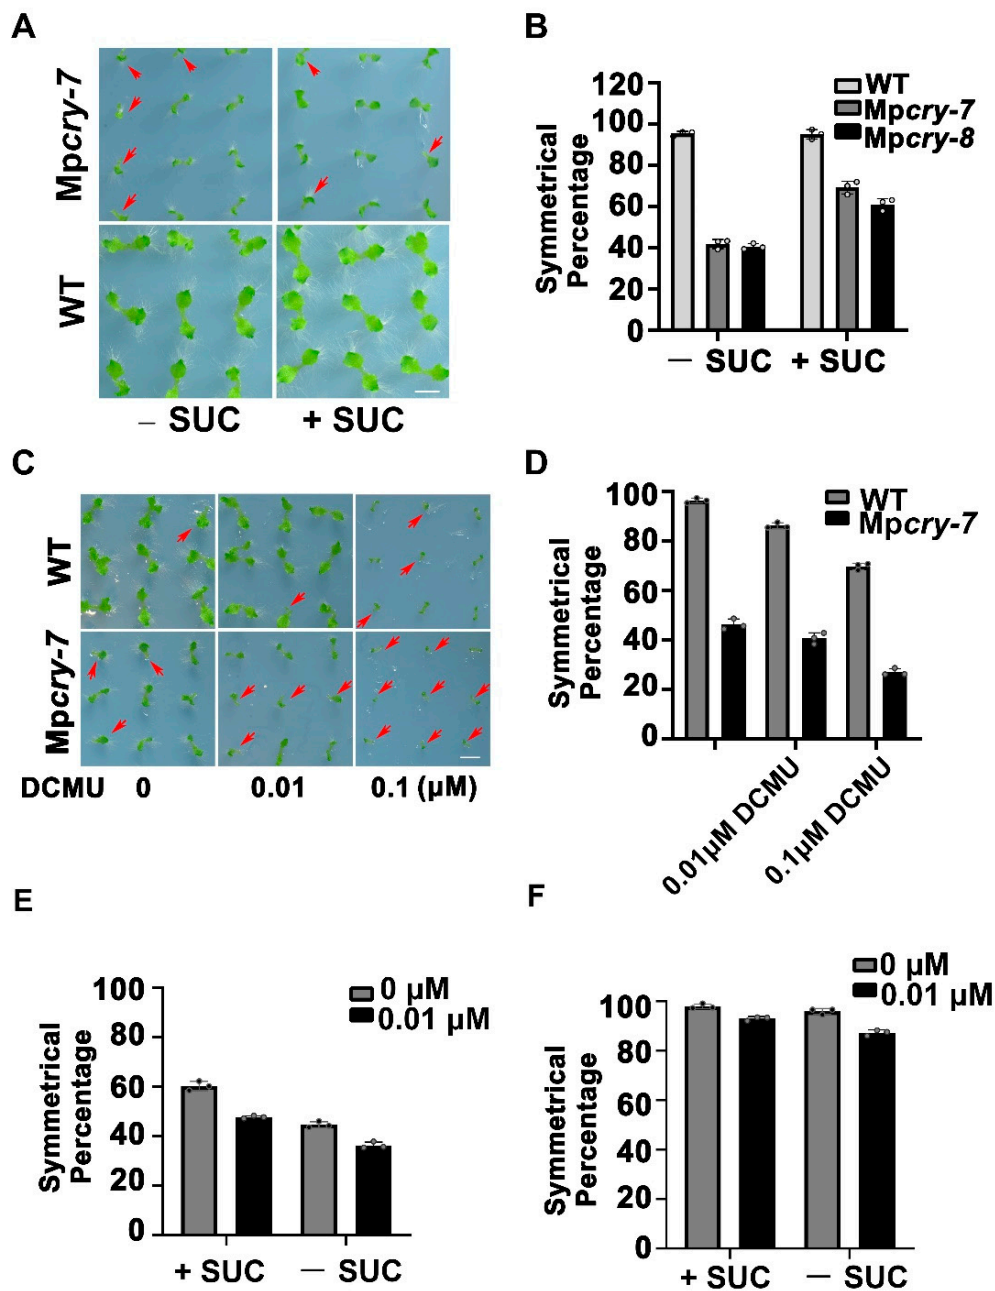 A
Mpcry-7
WT
– SUC
+ SUC
B
120
100
80
60
40
20
0
Symmetrical
Percentage
WT
Mpcry-7
Mpcry-8
— SUC
+ SUC
C
WT
Mpcry-7
DCMU 0 0.01 0.1 (µM)
D
100
80
60
40
20
0
Symmetrical
Percentage
WT
Mpcry-7
0.01µM DCMU
0.1µM DCMU
E
100
80
60
40
20
0
Symmetrical
Percentage
0 µM
0.01 µM
+ SUC
— SUC
F
100
80
60
40
20
0
Symmetrical
Percentage
0 µM
0.01 µM
+ SUC
— SUC